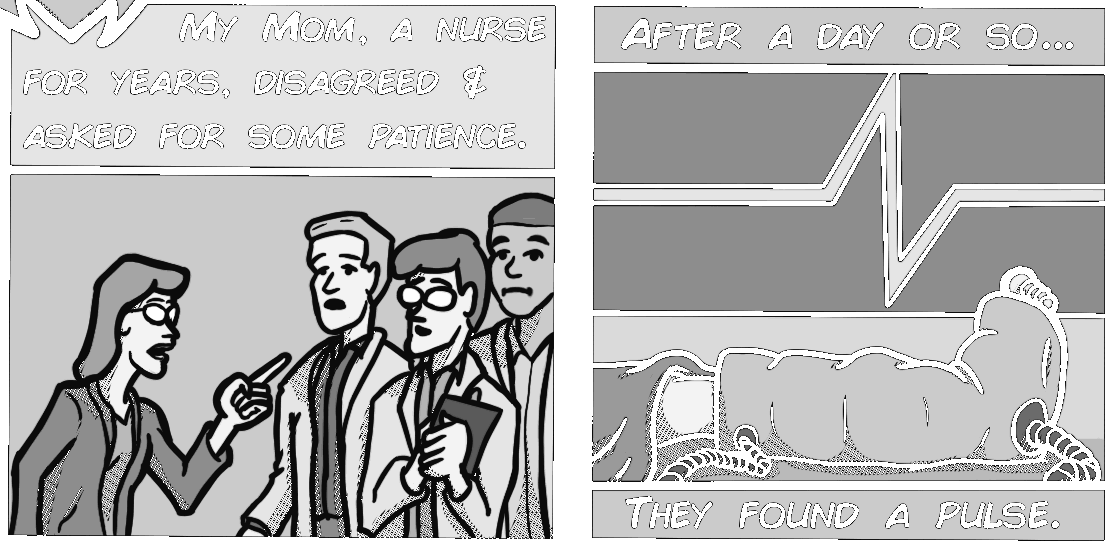 My Mom, a nurse
for years, disagreed &
asked for some patience.
After a day or so...
They found a pulse.